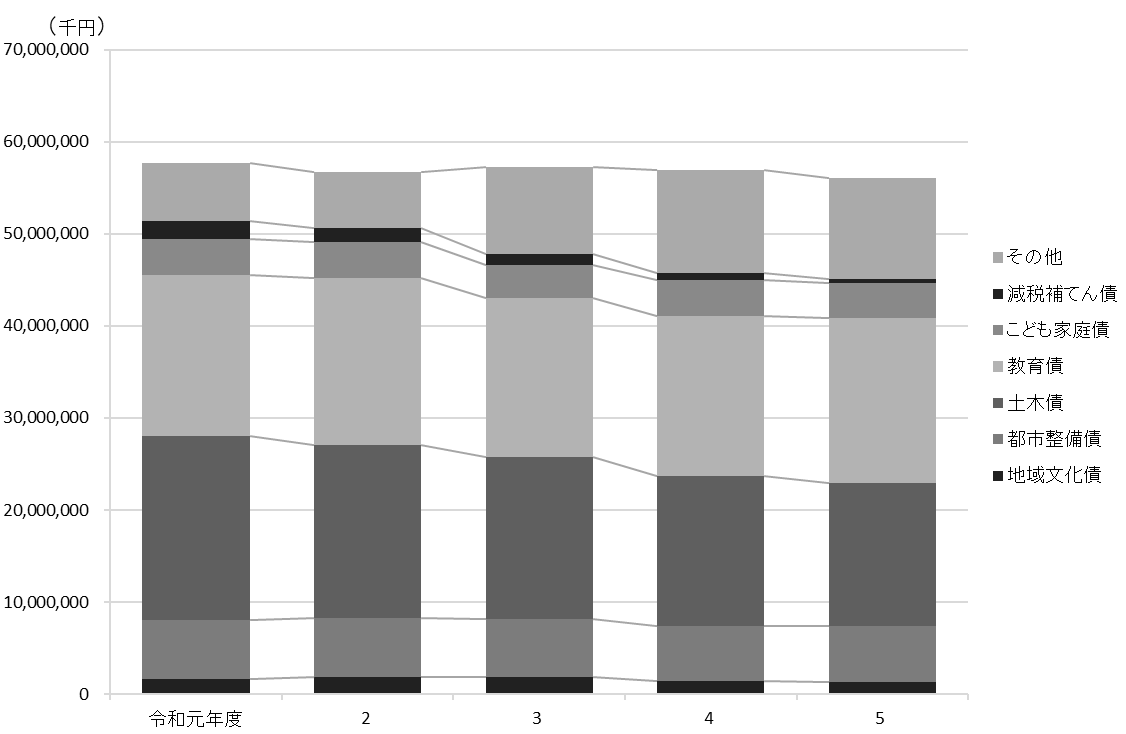 （千円）
70,000,000
60,000,000
50,000,000
40,000,000
30,000,000
20,000,000
10,000,000
0
令和元年度 2 3 4 5
その他
減税補てん債
こども家庭債
教育債
土木債
都市整備債
地域文化債